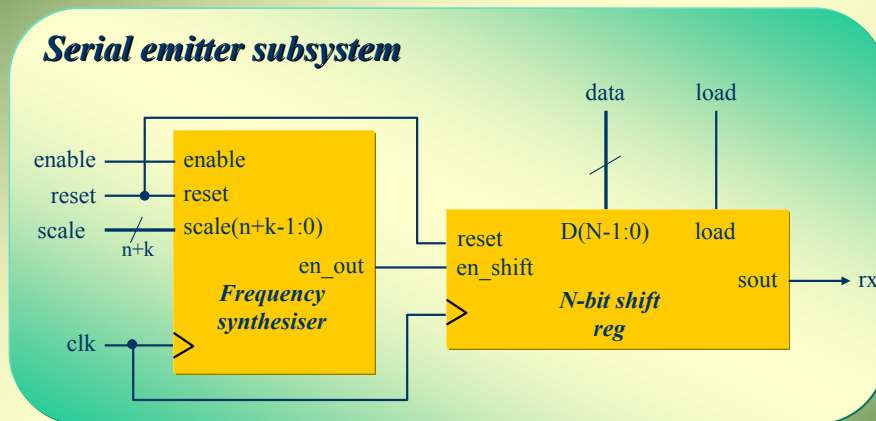 Serial emitter subsystem
data load
enable enable
reset reset
scale scale(n+k-1:0)
n+k
reset D(N-1:0) load
en_out en_shift
sout rx
Frequency
synthesiser
N-bit shift
reg
clk